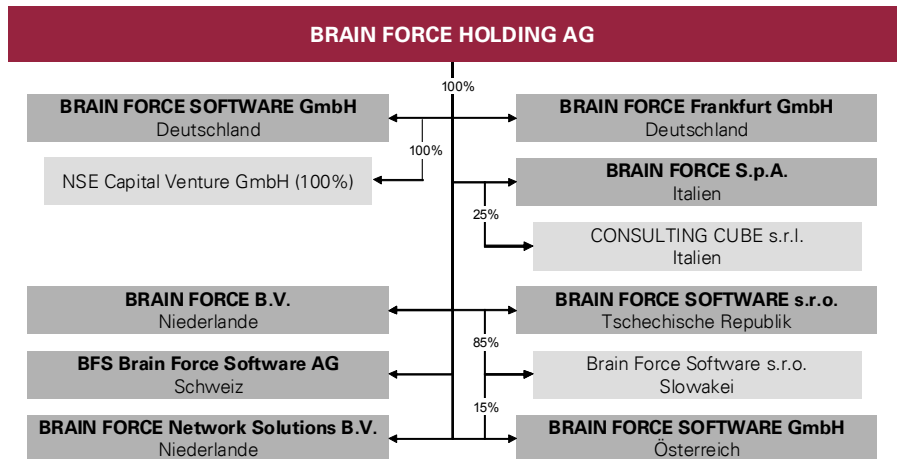 BRAIN FORCE HOLDING AG
100%
BRAIN FORCE SOFTWARE GmbH
Deutschland
BRAIN FORCE Frankfurt GmbH
Deutschland
100%
NSE Capital Venture GmbH (100%)
BRAIN FORCE S.p.A.
Italien
25%
CONSULTING CUBE s.r.l.
Italien
BRAIN FORCE B.V.
Niederlande
BRAIN FORCE SOFTWARE s.r.o.
Tschechische Republik
85%
BFS Brain Force Software AG
Schweiz
Brain Force Software s.r.o.
Slowakei
15%
BRAIN FORCE Network Solutions B.V.
Niederlande
BRAIN FORCE SOFTWARE GmbH
Österreich